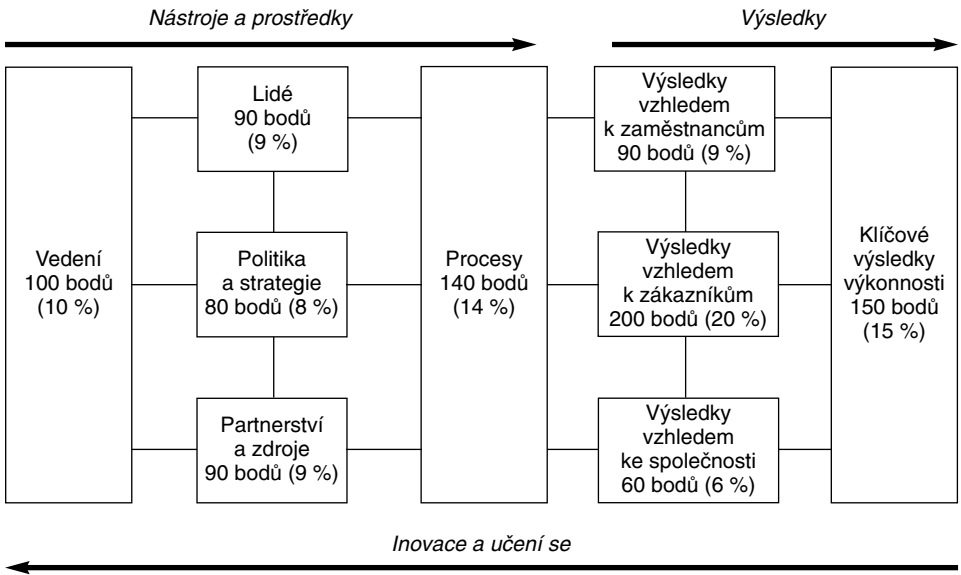 Nástroje a prostředky
Výsledky
Vedení
100 bodů
(10 %)
Lidé
90 bodů
(9 %)
Politika
a strategie
80 bodů (8 %)
Partnerství
a zdroje
90 bodů (9 %)
Procesy
140 bodů
(14 %)
Výsledky
vzhledem
k zaměstnancům
90 bodů (9 %)
Výsledky
vzhledem
k zákazníkům
200 bodů (20 %)
Výsledky
vzhledem
ke společnosti
60 bodů (6 %)
Klíčové
výsledky
výkonnosti
150 bodů
(15 %)
Inovace a učení se